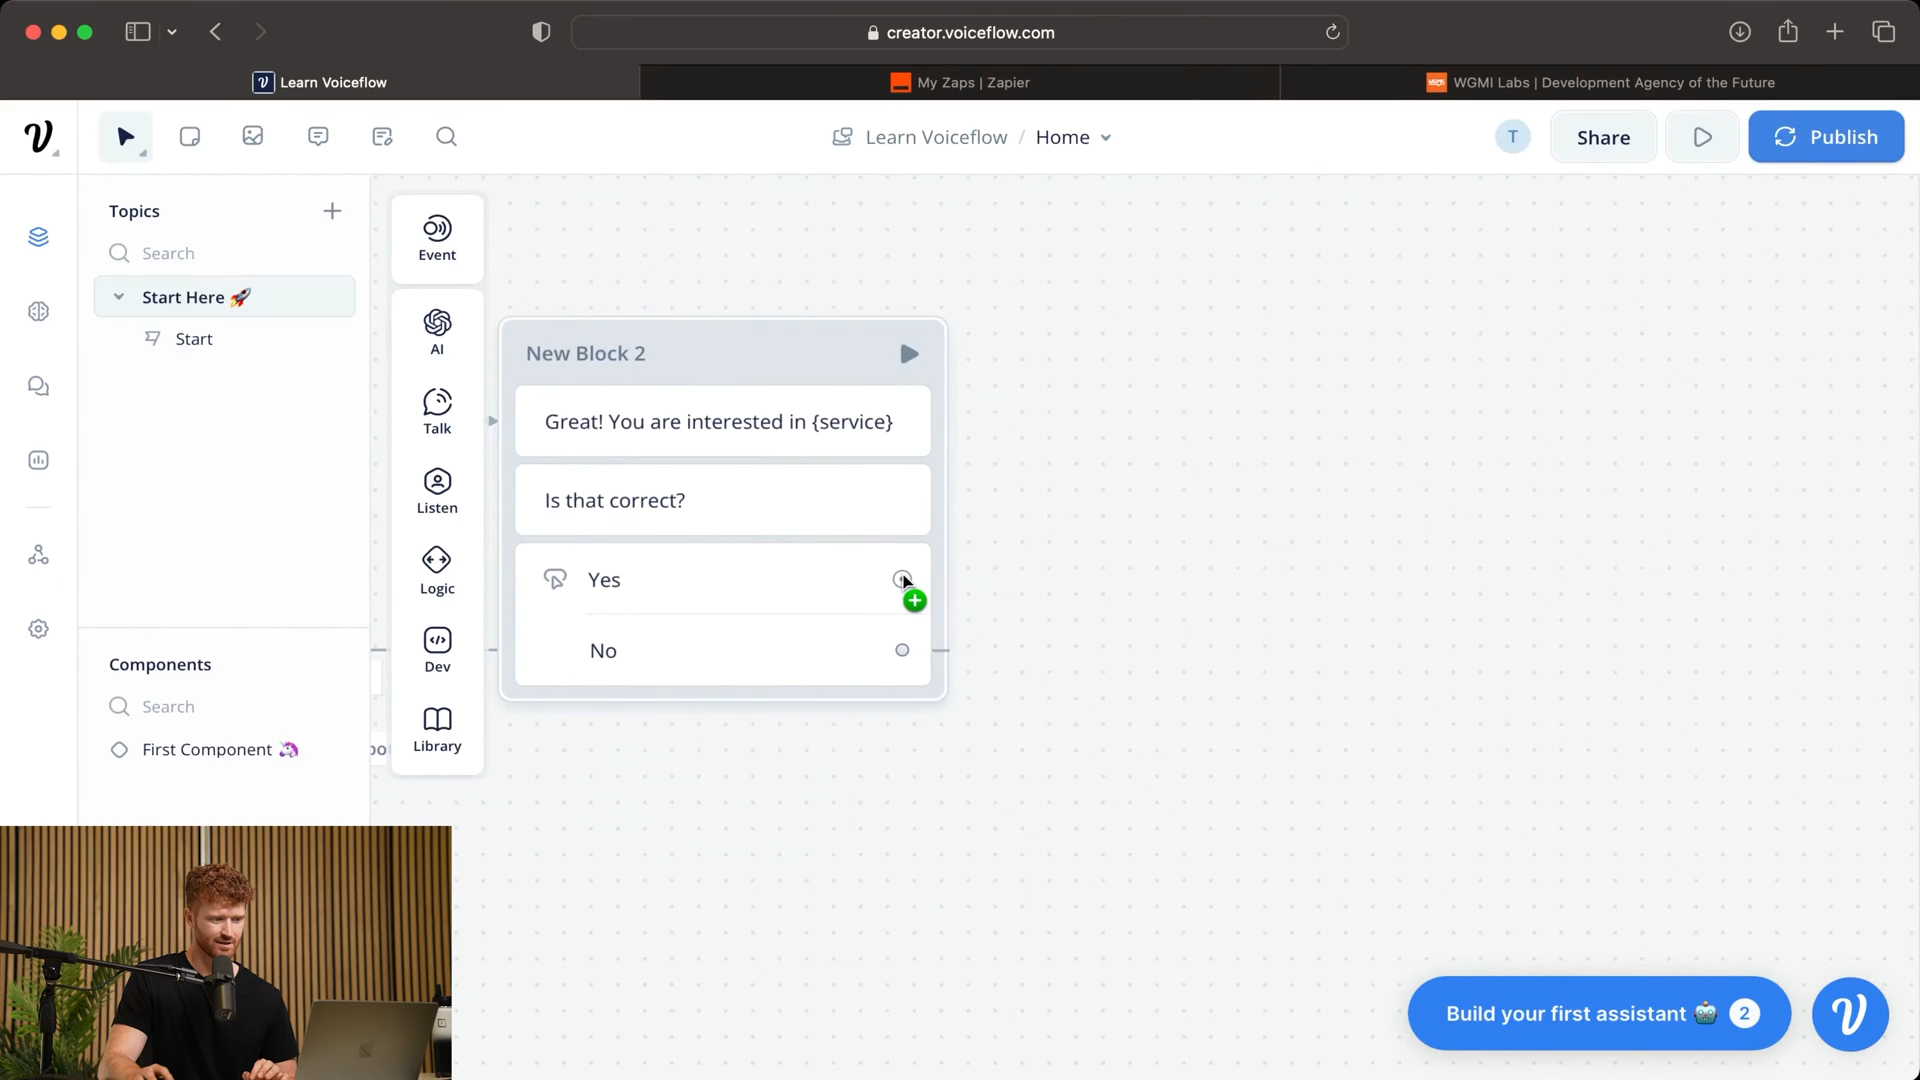 creator.voiceflow.com
Learn Voiceflow
My Zaps | Zapier
WGMI Labs | Development Agency of the Future
Learn Voiceflow / Home
T
Share
Publish
Topics
Search
Start Here 🚀
Start
Components
Search
First Component 🦄
Event
AI
Talk
Listen
Logic
Dev
Library
New Block 2
Great! You are interested in {service}
Is that correct?
Yes
No
Build your first assistant 🤖 2